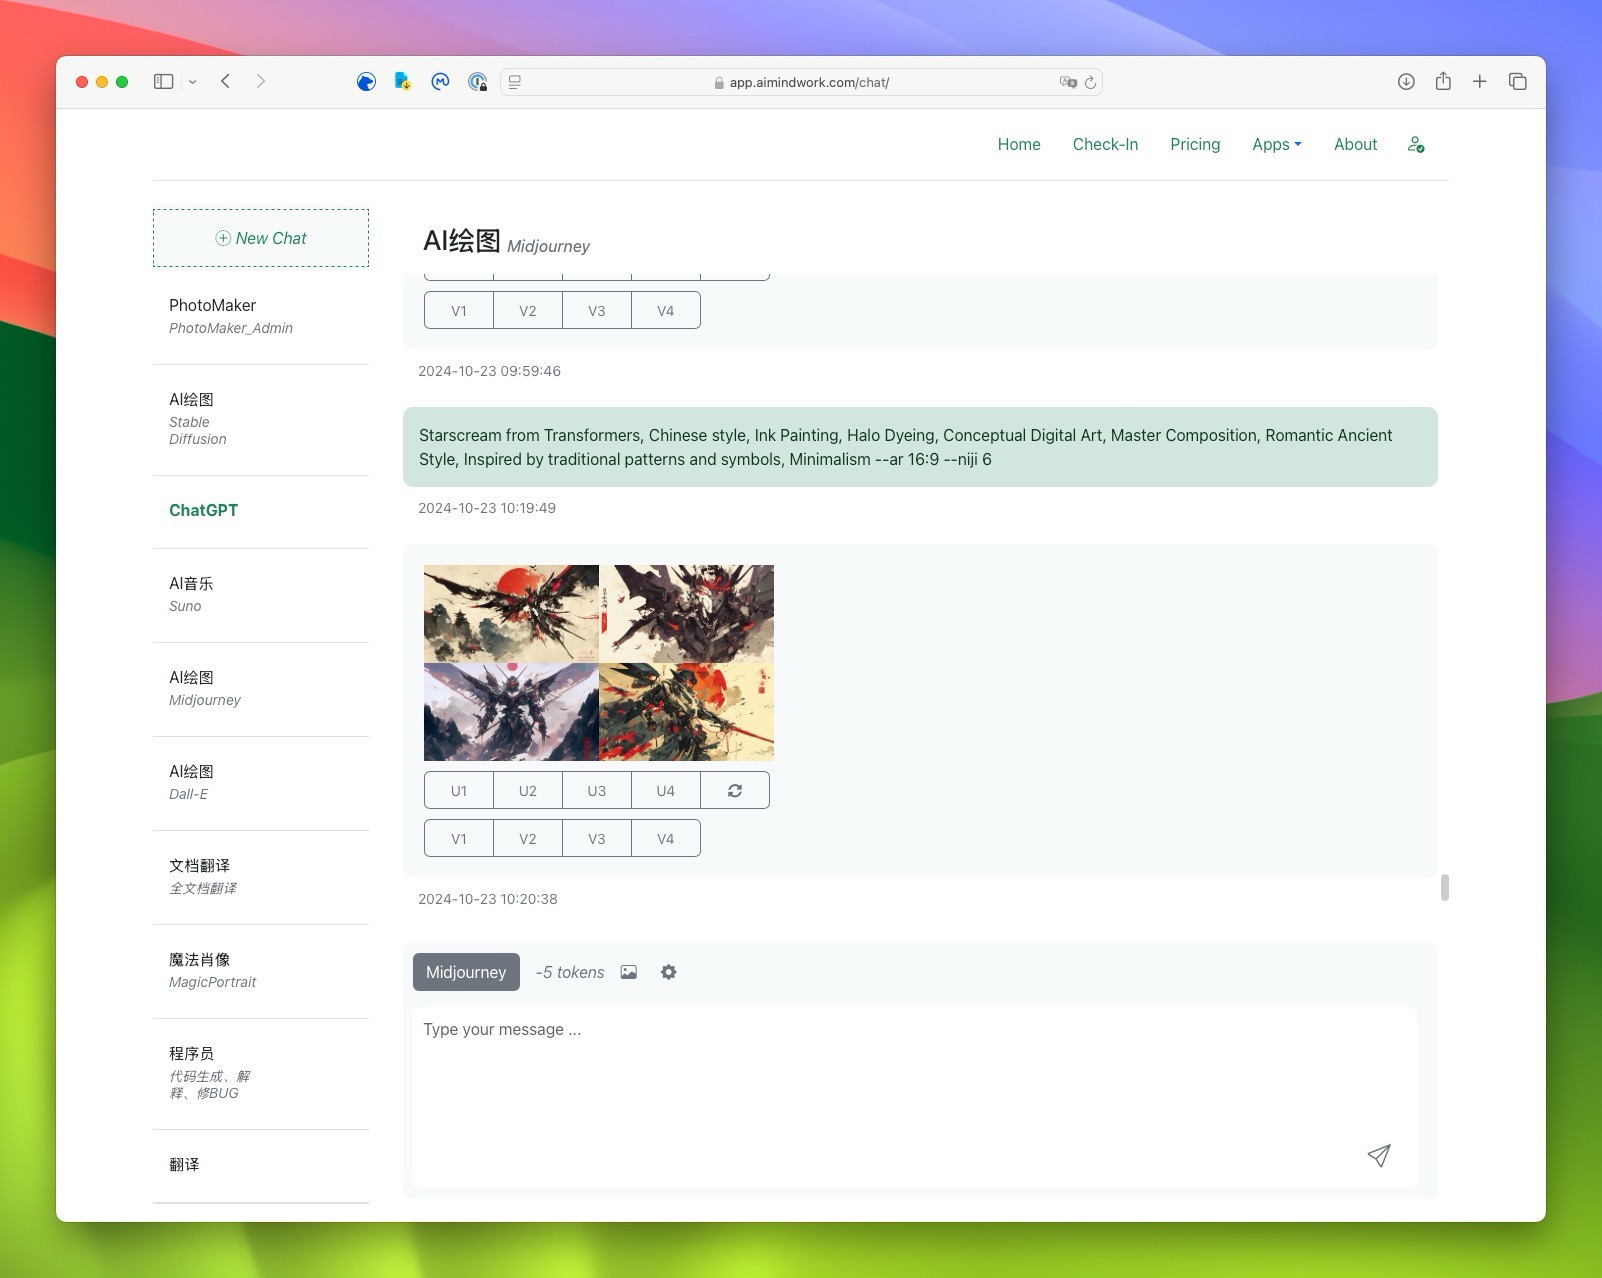 app.aimindwork.com/chat/
Home
Check-In
Pricing
Apps
About
New Chat
PhotoMaker
PhotoMaker_Admin
AI绘图
Stable
Diffusion
ChatGPT
AI音乐
Suno
AI绘图
Midjourney
AI绘图
Dall-E
文档翻译
全文档翻译
魔法肖像
MagicPortrait
程序员
代码生成、解
释、修BUG
翻译
AI绘图 Midjourney
V1
V2
V3
V4
2024-10-23 09:59:46
Starscream from Transformers, Chinese style, Ink Painting, Halo Dyeing, Conceptual Digital Art, Master Composition, Romantic Ancient
Style, Inspired by traditional patterns and symbols, Minimalism --ar 16:9 --niji 6
2024-10-23 10:19:49
U1
U2
U3
U4
V1
V2
V3
V4
2024-10-23 10:20:38
Midjourney
-5 tokens
Type your message ...